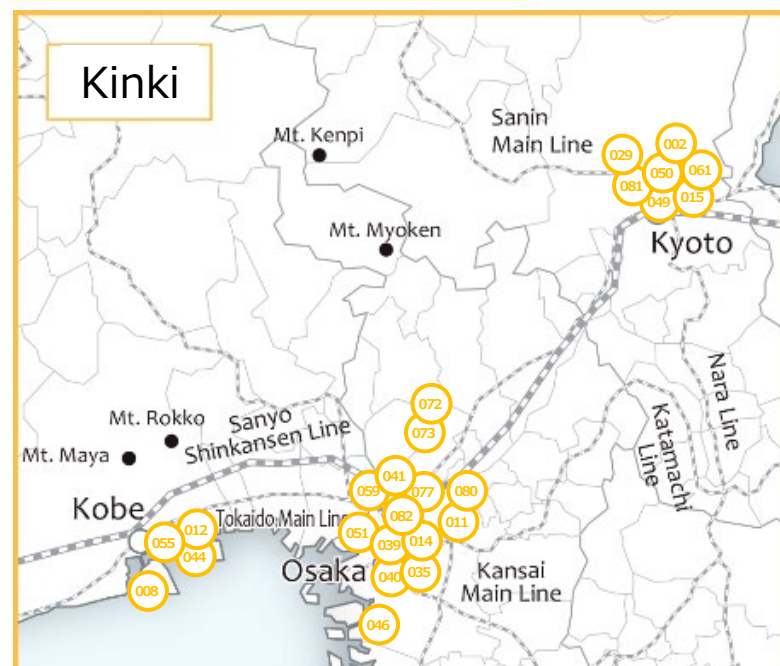 Kinki
Sanin
Main Line
Mt. Kenpi
Mt. Myoken
002
029
050
061
081
049
015
Kyoto
Nara Line
Katamachi
Line
072
073
Mt. Rokko
Mt. Maya
Sanyo
Shinkansen Line
041
059
077
080
Kobe
012
Tokaido Main Line
082
011
055
051
044
039
014
Osaka
040
035
Kansai
Main Line
008
046